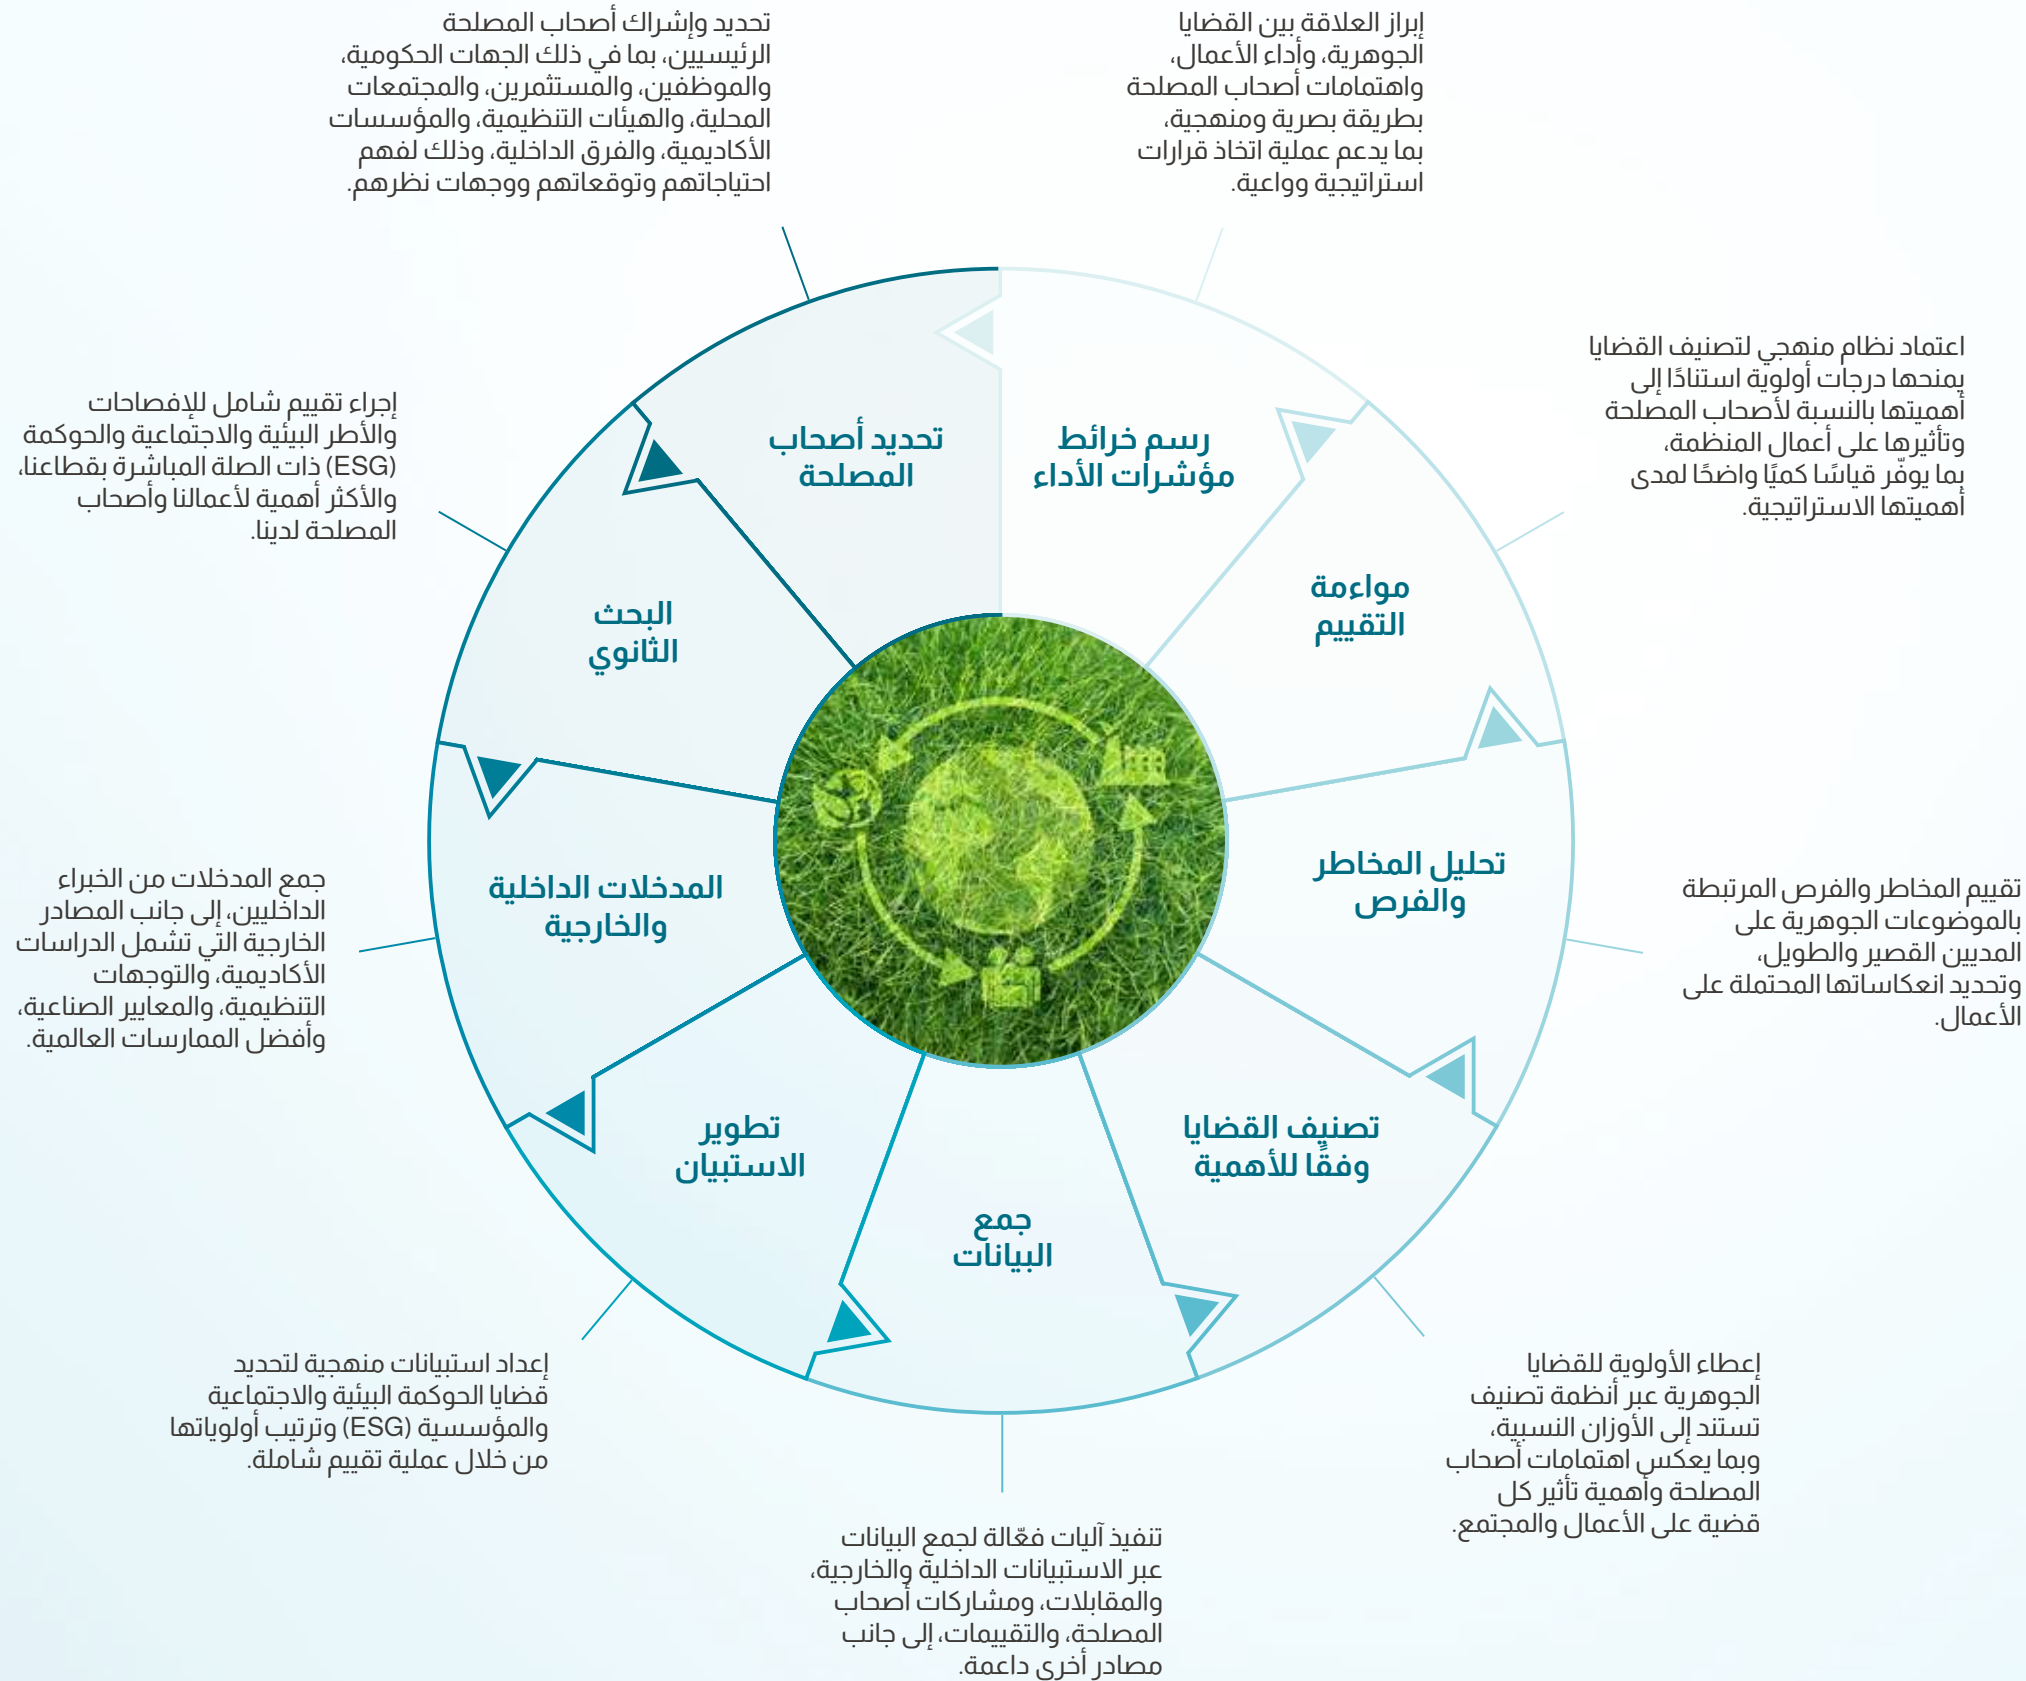 تحديد وإشراك أصحاب المصلحة
الرئيسيين، بما في ذلك الجهات الحكومية،
والموظفين، والمستثمرين، والمجتمعات
المحلية، والهيئات التنظيمية، والمؤسسات
الأكاديمية، والفرق الداخلية، وذلك لفهم
احتياجاتهم وتوقعاتهم ووجهات نظرهم.
تحديد أصحاب
المصلحة
إجراء تقييم شامل للإفصاحات
والأطر البيئية والاجتماعية والحوكمة
(ESG) ذات الصلة المباشرة بقطاعنا،
والأكثر أهمية لأعمالنا وأصحاب
المصلحة لدينا.
البحث
الثانوي
جمع المدخلات من الخبراء
الداخليين، إلى جانب المصادر
الخارجية التي تشمل الدراسات
الأكاديمية، والتوجهات
التنظيمية، والمعايير الصناعية،
وأفضل الممارسات العالمية.
المدخلات الداخلية
والخارجية
إعداد استبيانات منهجية لتحديد
قضايا الحوكمة البيئية والاجتماعية
والمؤسسية (ESG) وترتيب أولوياتها
من خلال عملية تقييم شاملة.
تطوير
الاستبيان
تنفيذ آليات فعّالة لجمع البيانات
عبر الاستبيانات الداخلية والخارجية،
والمقابلات، ومشاركات أصحاب
المصلحة، والتقييمات، إلى جانب
مصادر أخرى داعمة.
جمع
البيانات
إعطاء الأولوية للقضايا
الجوهرية عبر أنظمة تصنيف
تستند إلى الأوزان النسبية،
وبما يعكس اهتمامات أصحاب
المصلحة وأهمية تأثير كل
قضية على الأعمال والمجتمع.
تصنيف القضايا
وفقًا للأهمية
تقييم المخاطر والفرص المرتبطة
بالموضوعات الجوهرية على
المديين القصير والطويل،
وتحديد انعكاساتها المحتملة على
الأعمال.
تحليل المخاطر
والفرص
اعتماد نظام منهجي لتصنيف القضايا
يمنحها درجات أولوية استنادًا إلى
أهميتها بالنسبة لأصحاب المصلحة
وتأثيرها على أعمال المنظمة،
بما يوفّر قياسًا كميًا واضحًا لمدى
أهميتها الاستراتيجية.
مواءمة
التقييم
إبراز العلاقة بين القضايا
الجوهرية، وأداء الأعمال،
واهتمامات أصحاب المصلحة
بطريقة بصرية ومنهجية،
بما يدعم عملية اتخاذ قرارات
استراتيجية وواعية.
رسم خرائط
مؤشرات الأداء